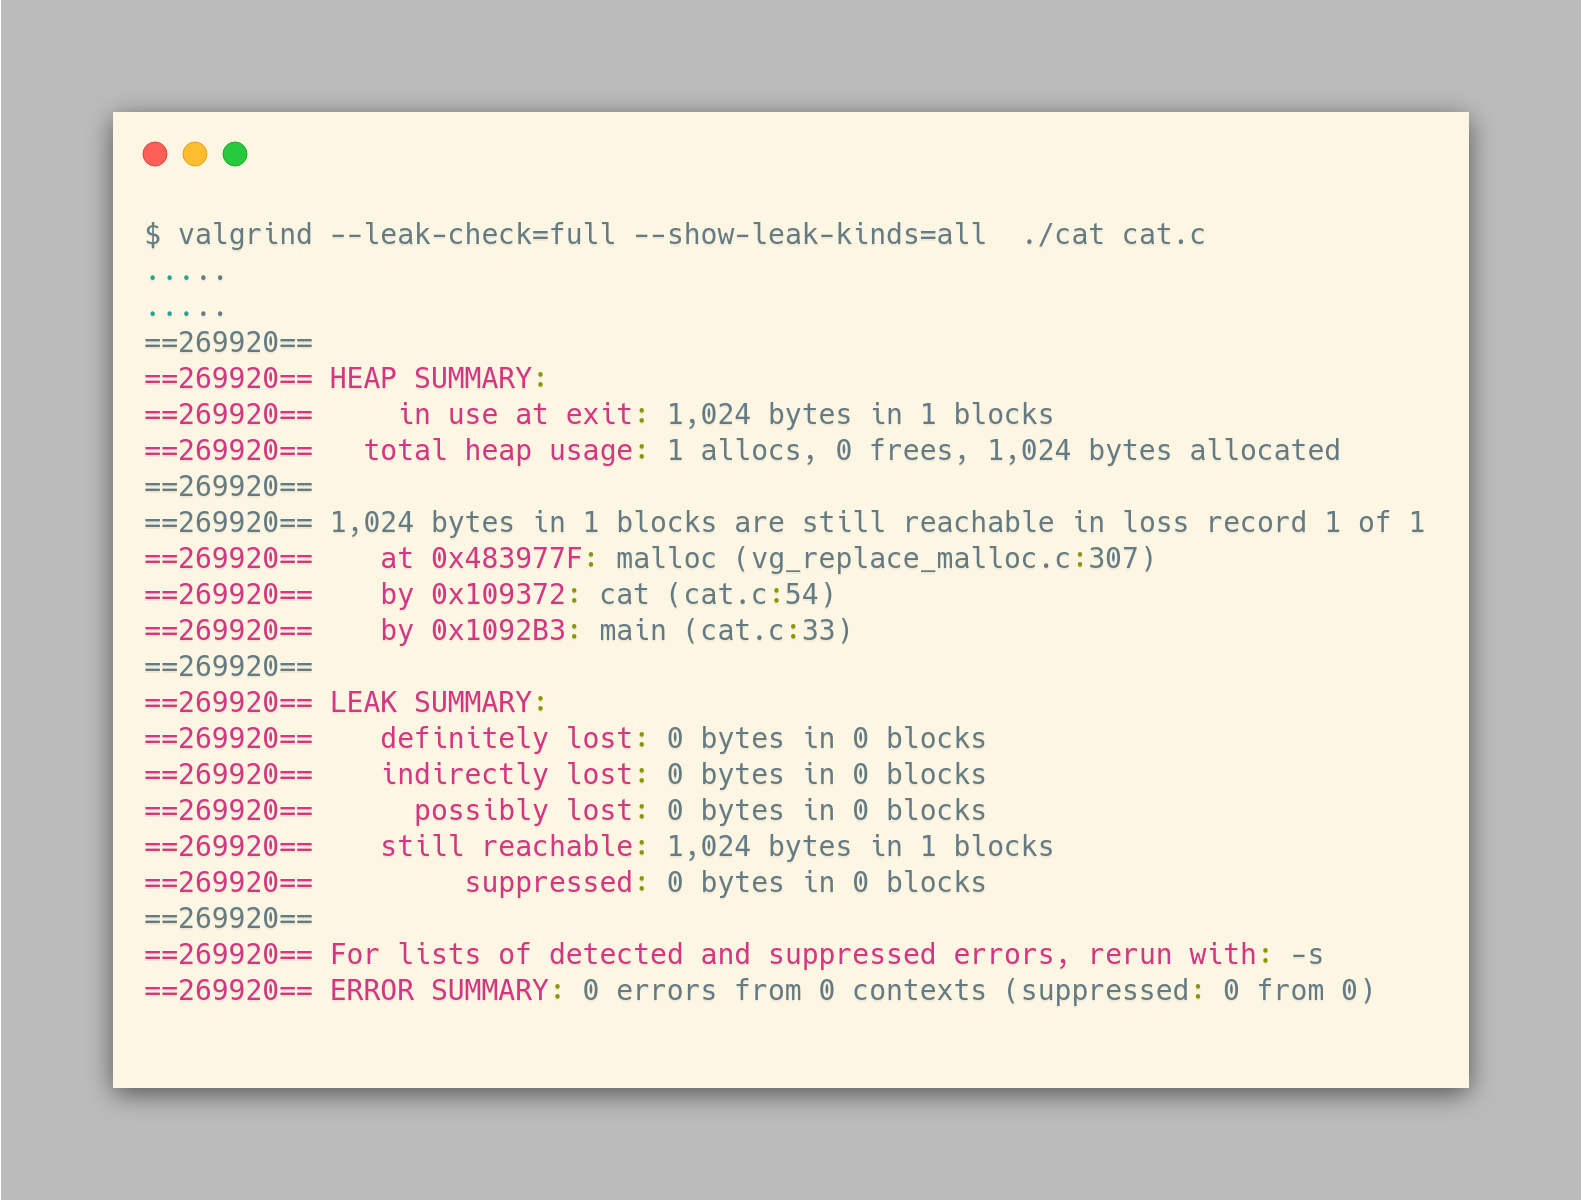 $ valgrind --leak-check=full --show-leak-kinds=all  ./cat cat.c
.....
.....
==269920==
==269920== HEAP SUMMARY:
==269920==     in use at exit: 1,024 bytes in 1 blocks
==269920==   total heap usage: 1 allocs, 0 frees, 1,024 bytes allocated
==269920==
==269920== 1,024 bytes in 1 blocks are still reachable in loss record 1 of 1
==269920==    at 0x483977F: malloc (vg_replace_malloc.c:307)
==269920==    by 0x109372: cat (cat.c:54)
==269920==    by 0x1092B3: main (cat.c:33)
==269920==
==269920== LEAK SUMMARY:
==269920==    definitely lost: 0 bytes in 0 blocks
==269920==    indirectly lost: 0 bytes in 0 blocks
==269920==      possibly lost: 0 bytes in 0 blocks
==269920==    still reachable: 1,024 bytes in 1 blocks
==269920==         suppressed: 0 bytes in 0 blocks
==269920==
==269920== For lists of detected and suppressed errors, rerun with: -s
==269920== ERROR SUMMARY: 0 errors from 0 contexts (suppressed: 0 from 0)